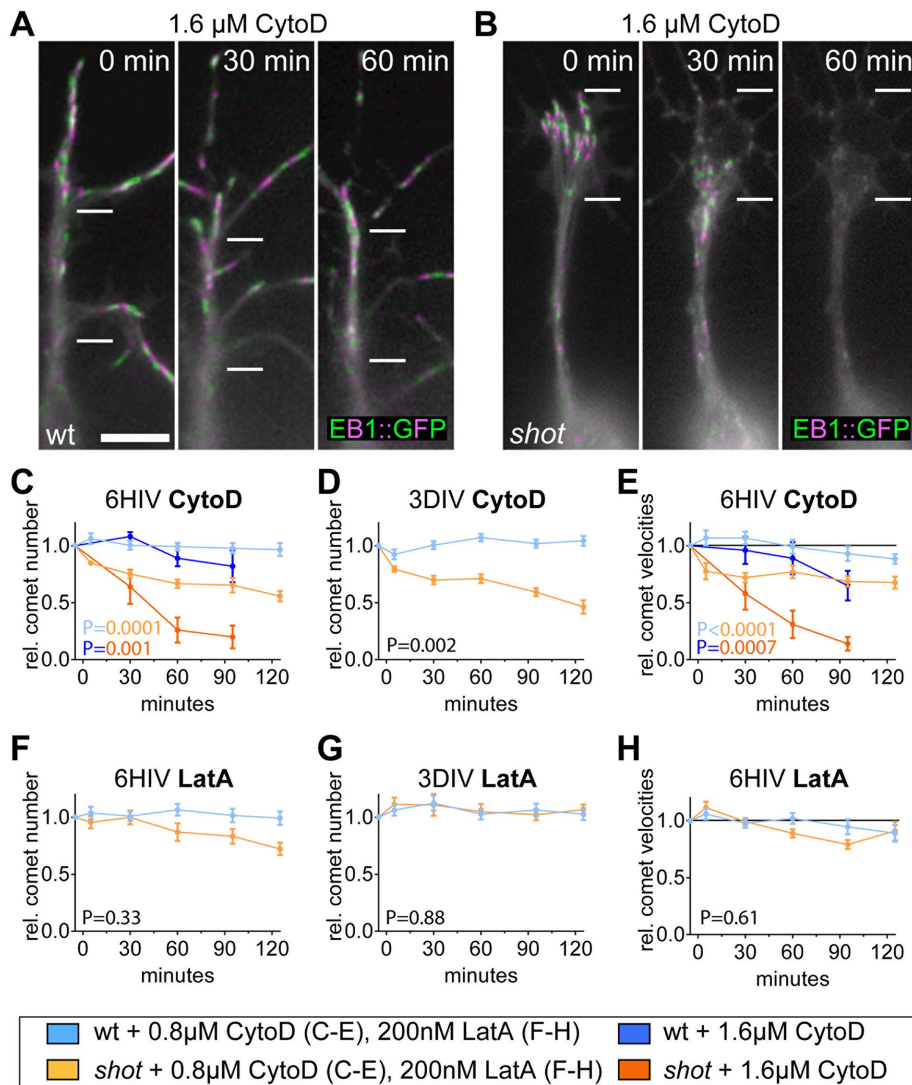 A
1.6 µM CytoD
0 min
30 min
60 min
wt
EB1::GFP
B
1.6 µM CytoD
0 min
30 min
60 min
shot
EB1::GFP
C
6HIV CytoD
rel. comet number
1.0
0.5
0.0
P=0.0001
P=0.001
0 30 60 90 120
minutes
D
3DIV CytoD
rel. comet number
1.0
0.5
0.0
P=0.002
0 30 60 90 120
minutes
E
6HIV CytoD
rel. comet velocities
1.0
0.5
0.0
P<0.0001
P=0.0007
0 30 60 90 120
minutes
F
6HIV LatA
rel. comet number
1.0
0.5
0.0
P=0.33
0 30 60 90 120
minutes
G
3DIV LatA
rel. comet number
1.0
0.5
0.0
P=0.88
0 30 60 90 120
minutes
H
6HIV LatA
rel. comet velocities
1.0
0.5
0.0
P=0.61
0 30 60 90 120
minutes
wt + 0.8µM CytoD (C-E), 200nM LatA (F-H)
wt + 1.6µM CytoD
shot + 0.8µM CytoD (C-E), 200nM LatA (F-H)
shot + 1.6µM CytoD